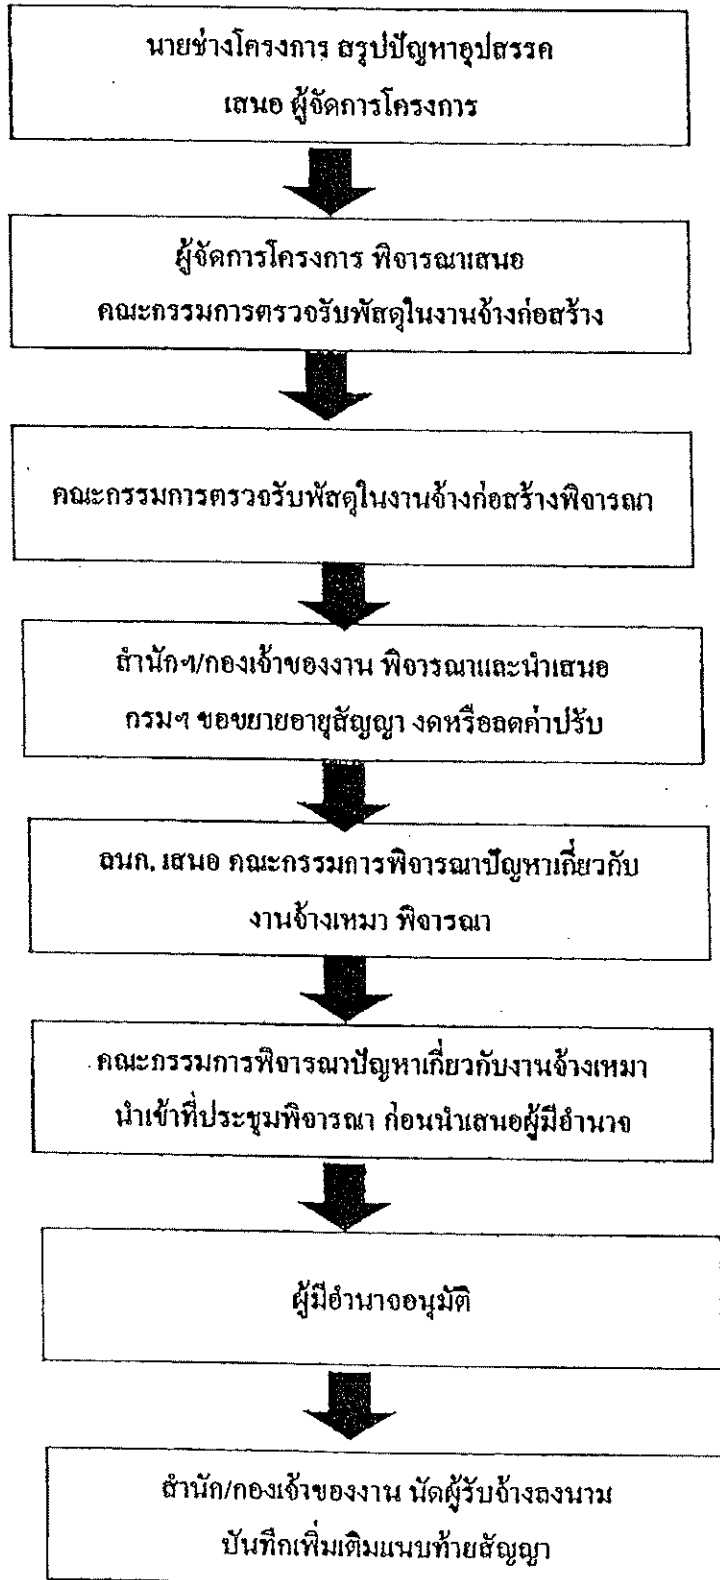 นายช่างโครงการ สรุปปัญหาอุปสรรค
เสนอ ผู้จัดการโครงการ
ผู้จัดการโครงการ พิจารณาเสนอ
คณะกรรมการตรวจรับพัสดุในงานจ้างก่อสร้าง
คณะกรรมการตรวจรับพัสดุในงานจ้างก่อสร้างพิจารณา
สำนักฯ/กองเจ้าของงาน พิจารณาและนำเสนอ
กรมฯ ขอขยายอายุสัญญา งดหรือลดค่าปรับ
ลนก. เสนอ คณะกรรมการพิจารณาปัญหาเกี่ยวกับ
งานจ้างเหมา พิจารณา
คณะกรรมการพิจารณาปัญหาเกี่ยวกับงานจ้างเหมา
นำเข้าที่ประชุมพิจารณา ก่อนนำเสนอผู้มีอำนาจ
ผู้มีอำนาจอนุมัติ
สำนัก/กองเจ้าของงาน นัดผู้รับจ้างลงนาม
บันทึกเพิ่มเติมแนบท้ายสัญญา